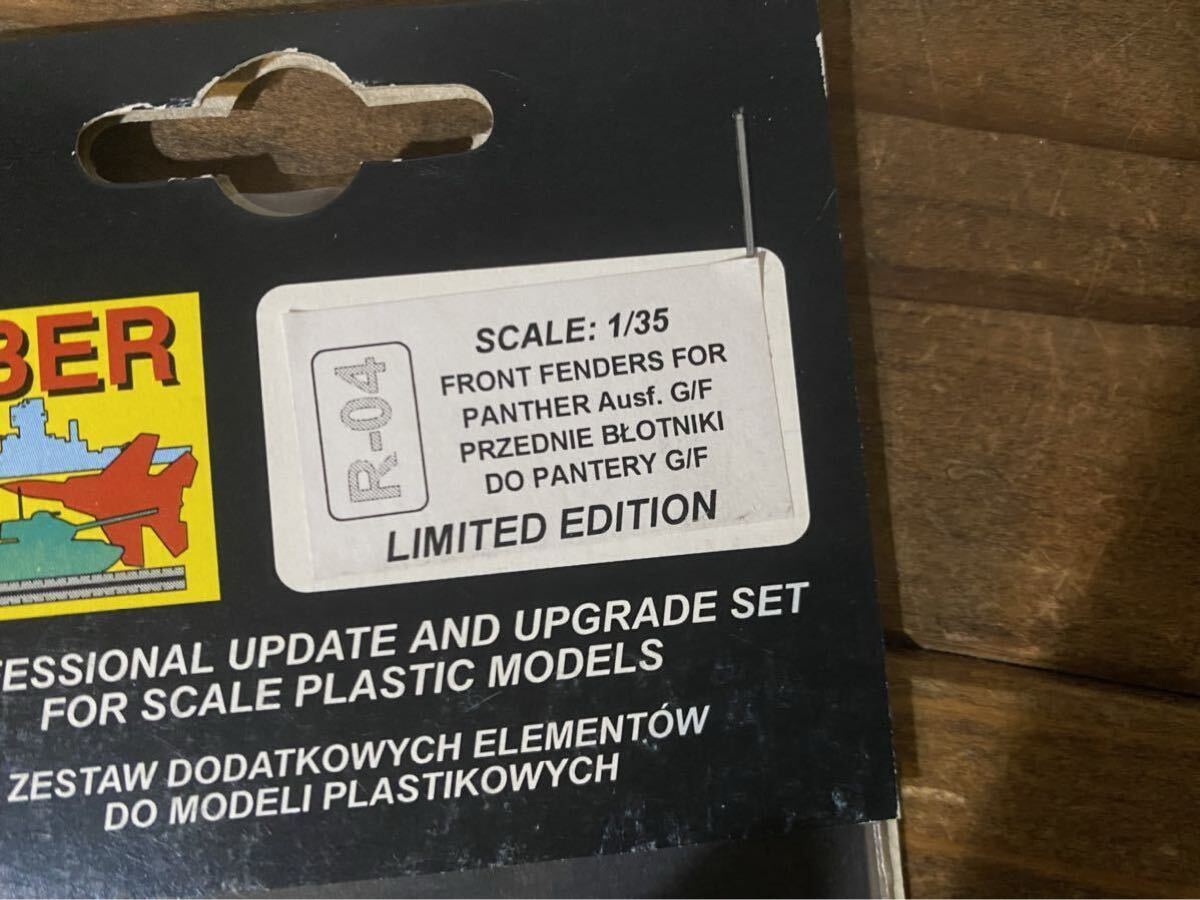 BER
R-04
SCALE: 1/35
FRONT FENDERS FOR
PANTHER Ausf. G/F
PRZEDNIE BŁOTNIKI
DO PANTERY G/F
LIMITED EDITION
FESSIONAL UPDATE AND UPGRADE SET
FOR SCALE PLASTIC MODELS
ZESTAW DODATKOWYCH ELEMENTÓW
DO MODELI PLASTIKOWYCH